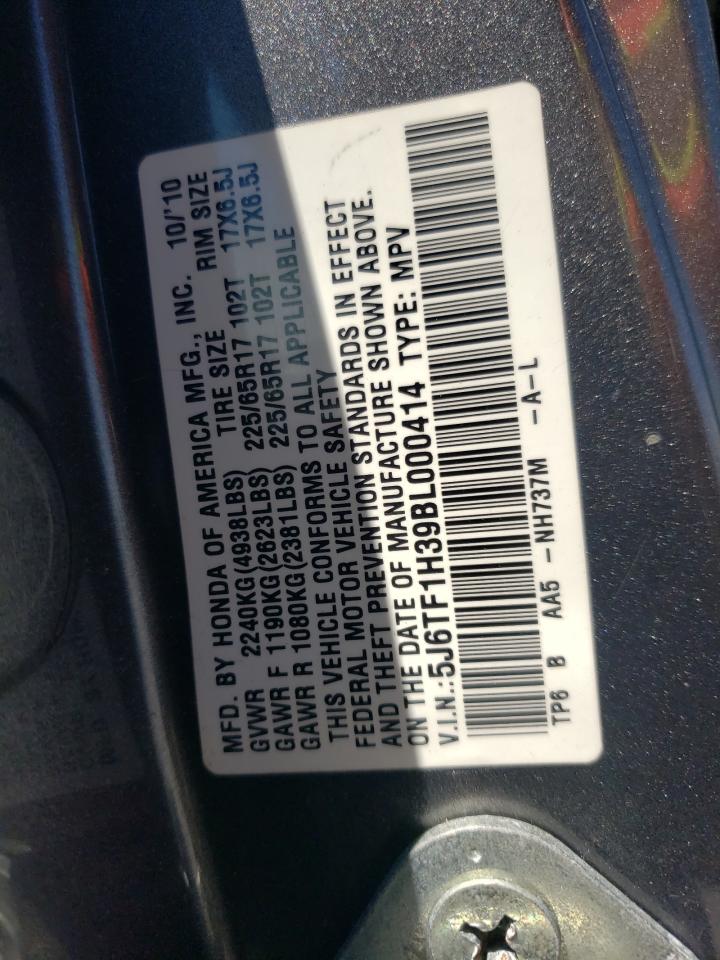 MFD. BY HONDA OF AMERICA MFG., INC. 10/'10
GVWR 2240KG(4938LBS) TIRE SIZE RIM SIZE
GAWR F 1190KG(2623LBS) 225/65R17 102T 17X6.5J
GAWR R 1080KG(2381LBS) 225/65R17 102T 17X6.5J
THIS VEHICLE CONFORMS TO ALL APPLICABLE
FEDERAL MOTOR VEHICLE SAFETY
AND THEFT PREVENTION STANDARDS IN EFFECT
ON THE DATE OF MANUFACTURE SHOWN ABOVE.
V.I.N.:5J6TF1H39BL000414 TYPE: MPV
TP6 B AA5 -NH737M -A-L